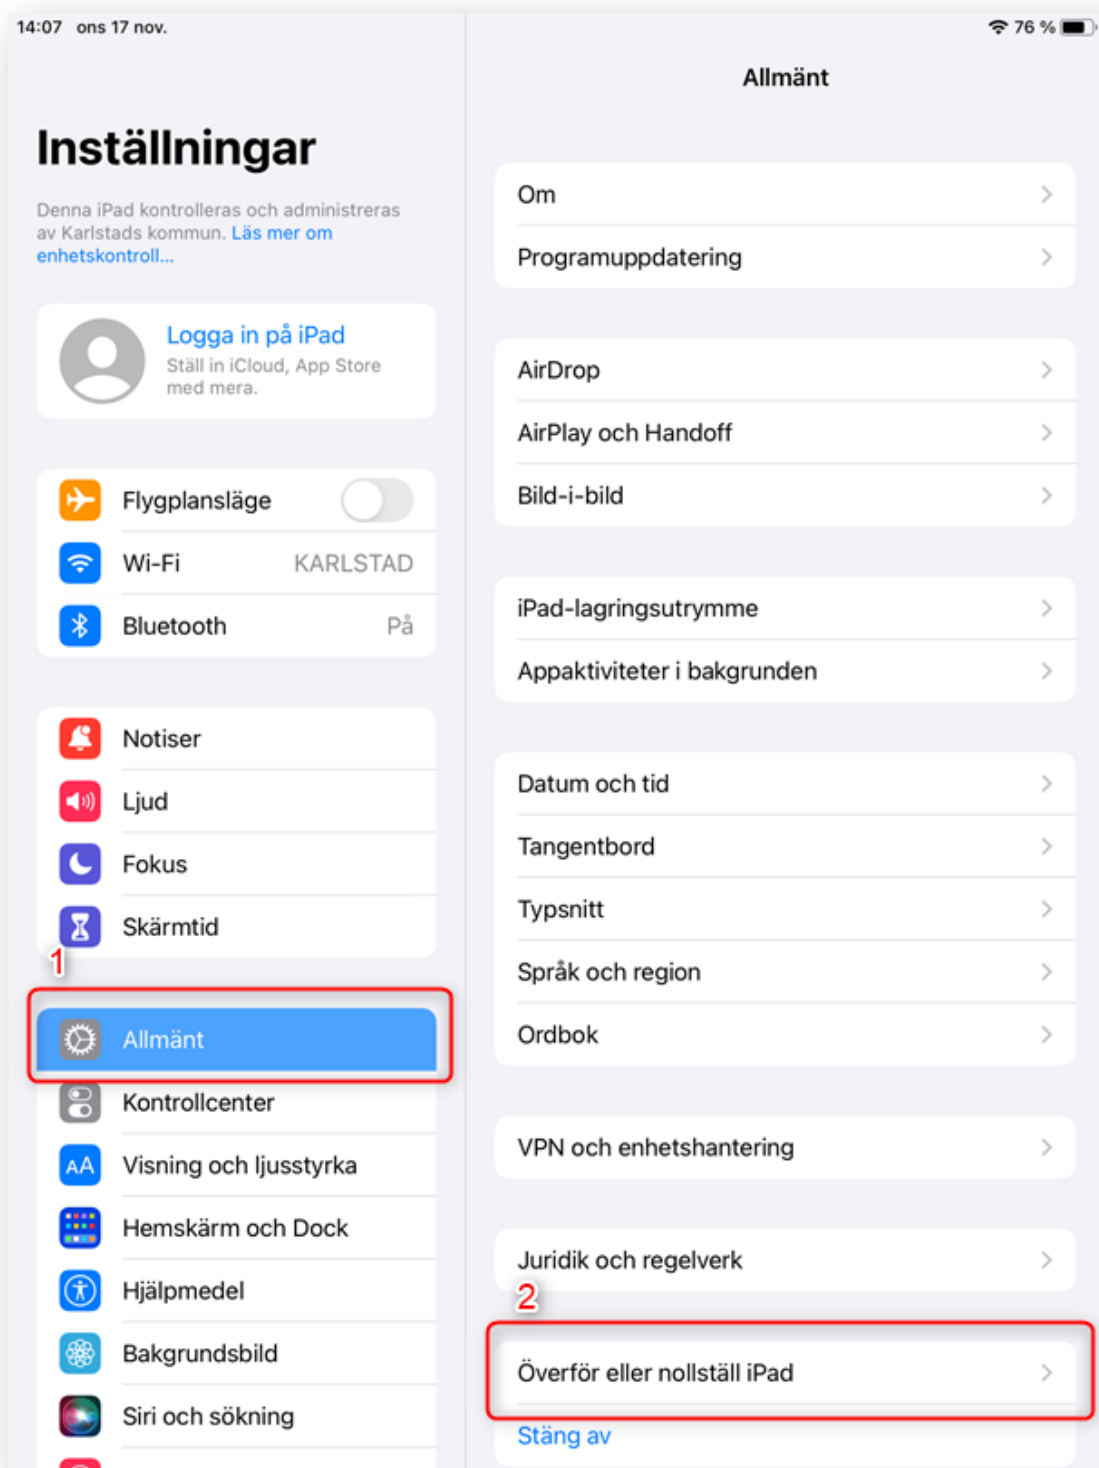 14:07 ons 17 nov.
76 %
Inställningar
Denna iPad kontrolleras och administreras
av Karlstads kommun. Läs mer om
enhetskontroll...
Logga in på iPad
Ställ in iCloud, App Store
med mera.
Flygplansläge
Wi-Fi KARLSTAD
Bluetooth På
Notiser
Ljud
Fokus
Skärmtid
1
Allmänt
Kontrollcenter
AA Visning och ljusstyrka
Hemskärm och Dock
Hjälpmedel
Bakgrundsbild
Siri och sökning
Allmänt
Om
Programuppdatering
AirDrop
AirPlay och Handoff
Bild-i-bild
iPad-lagringsutrymme
Appaktiviteter i bakgrunden
Datum och tid
Tangentbord
Typsnitt
Språk och region
Ordbok
VPN och enhetshantering
Juridik och regelverk
2
Överför eller nollställ iPad
Stäng av